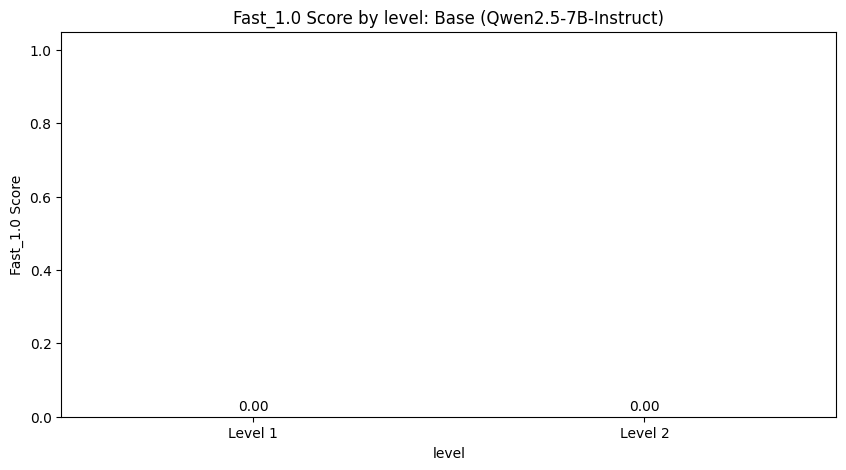 Fast_1.0 Score by level: Base (Qwen2.5-7B-Instruct)
1.0
0.8
0.6
0.4
0.2
0.0
Fast_1.0 Score
0.00 0.00
Level 1 Level 2
level